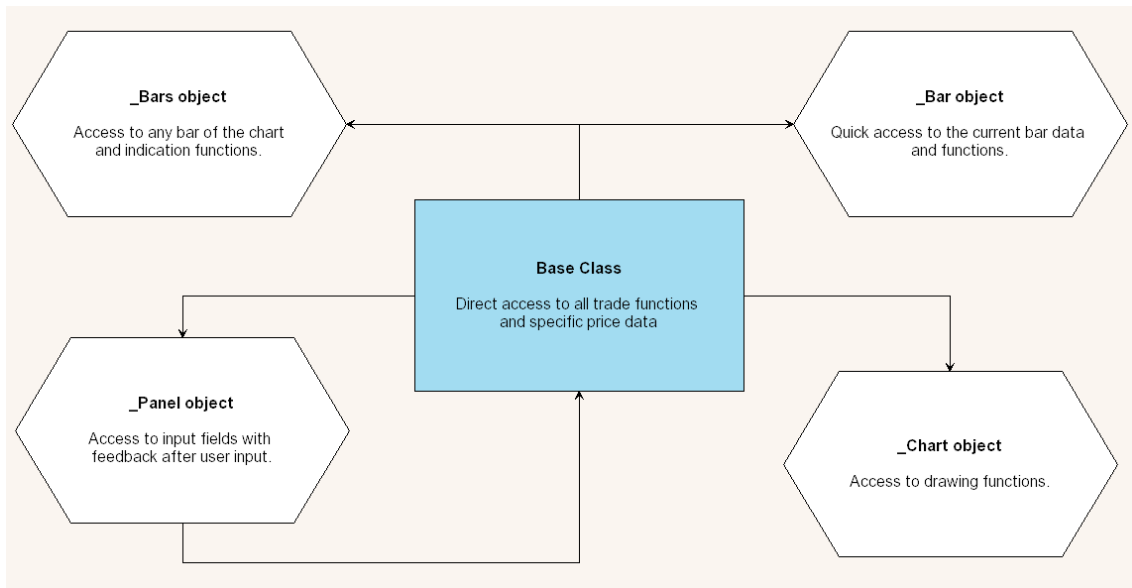 _Bars object
Access to any bar of the chart
and indication functions.
_Bar object
Quick access to the current bar data
and functions.
Base Class
Direct access to all trade functions
and specific price data
_Panel object
Access to input fields with
feedback after user input.
_Chart object
Access to drawing functions.